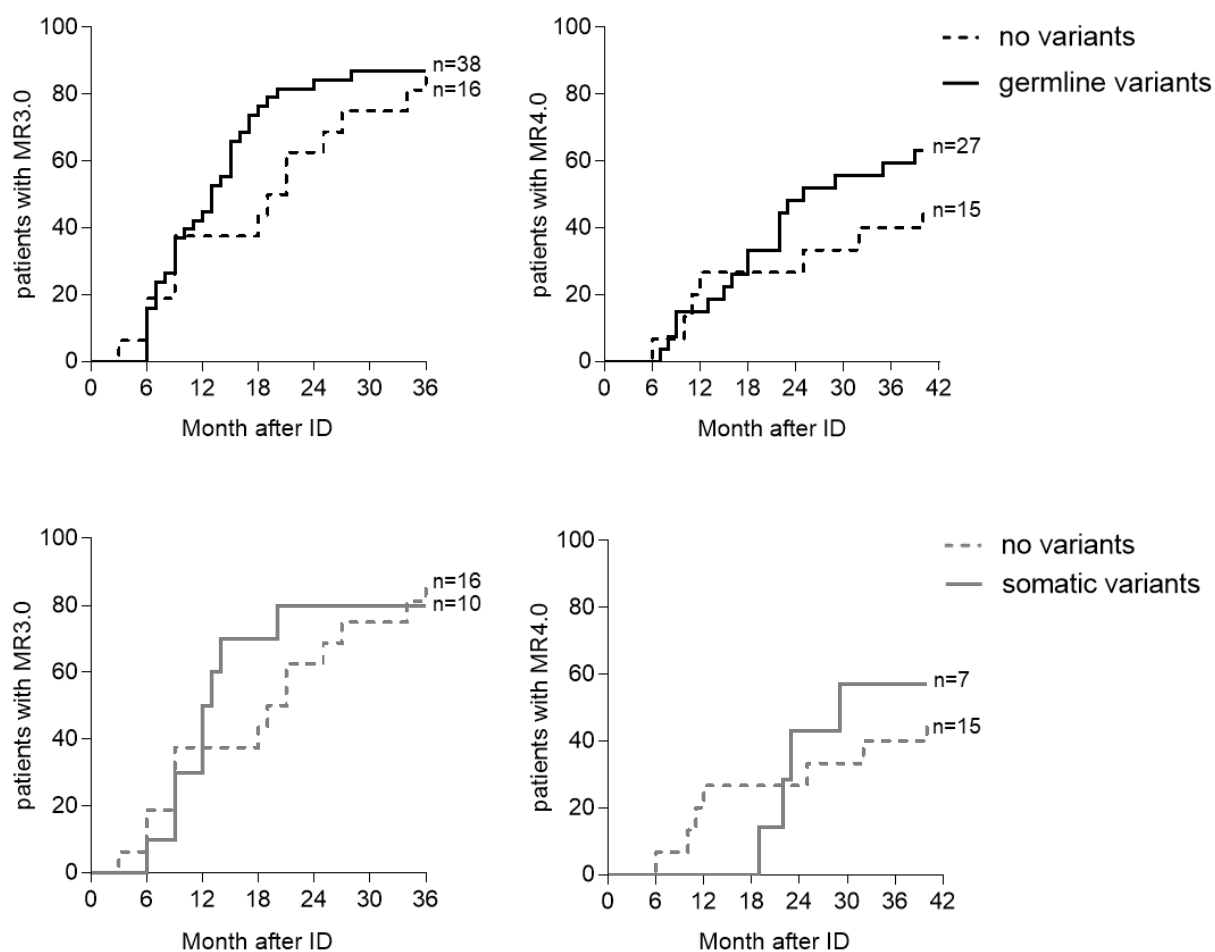 patients with MR3.0
100
80
60
40
20
0
n=38
n=16
0 6 12 18 24 30 36
Month after ID
patients with MR4.0
100
80
60
40
20
0
n=27
n=15
0 6 12 18 24 30 36 42
Month after ID
no variants
germline variants
patients with MR3.0
100
80
60
40
20
0
n=16
n=10
0 6 12 18 24 30 36
Month after ID
patients with MR4.0
100
80
60
40
20
0
n=7
n=15
0 6 12 18 24 30 36 42
Month after ID
no variants
somatic variants